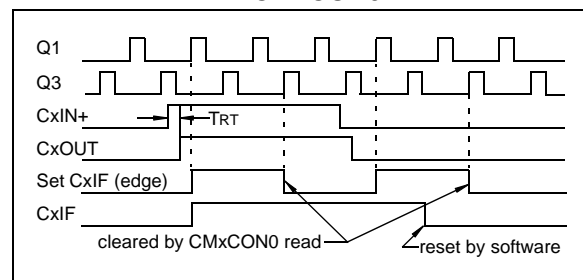 Q1
Q3
CxIN+
TRT
CxOUT
Set CxIF (edge)
CxIF
cleared by CMxCON0 read
reset by software